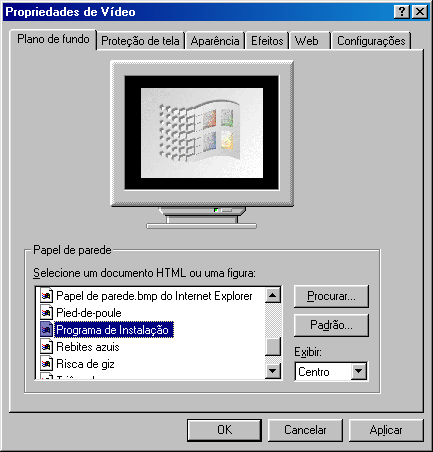 Propriedades de Vídeo
Plano de fundo Proteção de tela Aparência Efeitos Web Configurações
Papel de parede
Selecione um documento HTML ou uma figura:
Papel de parede.bmp do Internet Explorer
Pied-de-poule
Programa de Instalação
Rebites azuis
Risca de giz
Procurar...
Padrão...
Exibir:
Centro
OK Cancelar Aplicar